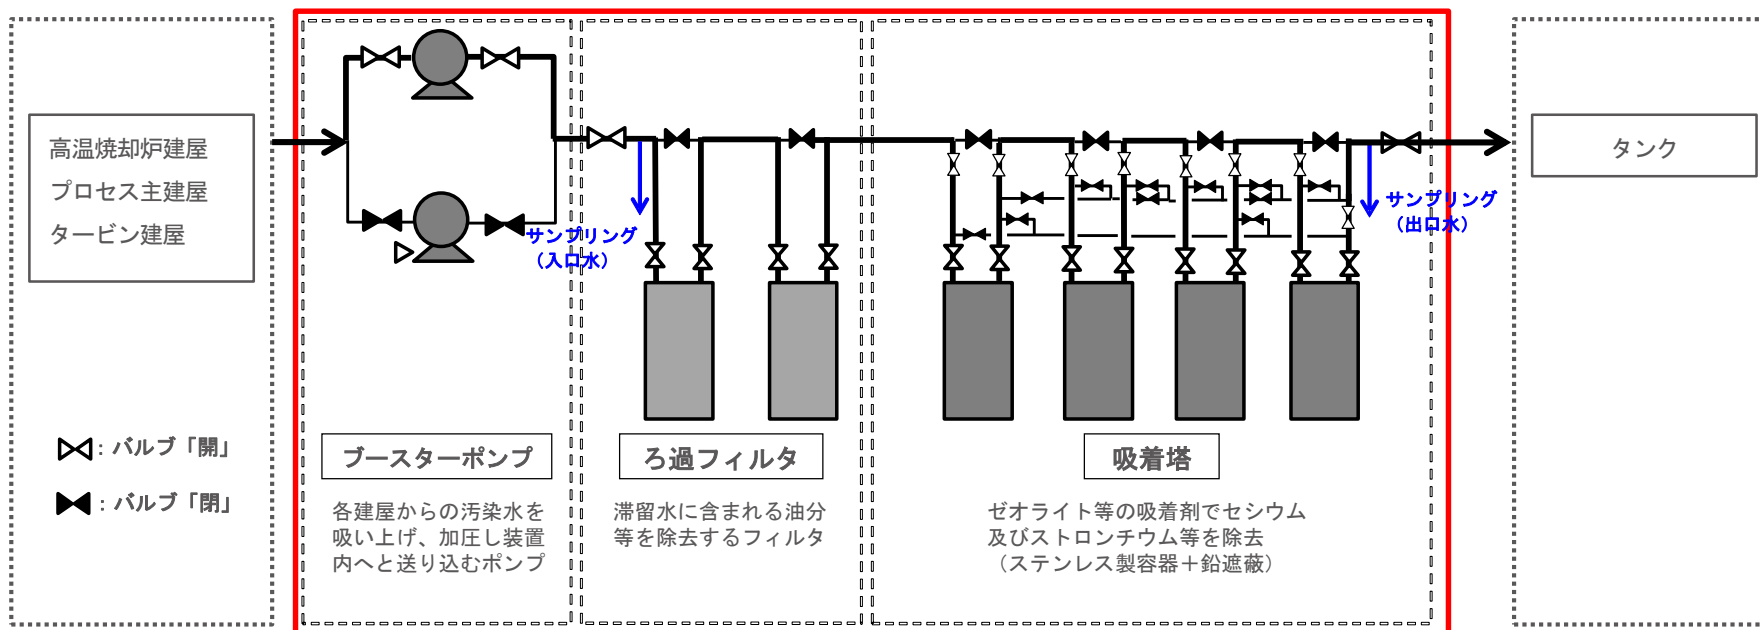 高温焼却炉建屋
プロセス主建屋
タービン建屋
：バルブ「開」
：バルブ「閉」
サンプリング
（入口水）
サンプリング
（出口水）
タンク
ブースターポンプ
各建屋からの汚染水を
吸い上げ、加圧し装置
内へと送り込むポンプ
ろ過フィルタ
滞留水に含まれる油分
等を除去するフィルタ
吸着塔
ゼオライト等の吸着剤でセシウム
及びストロンチウム等を除去
（ステンレス製容器＋鉛遮蔽）